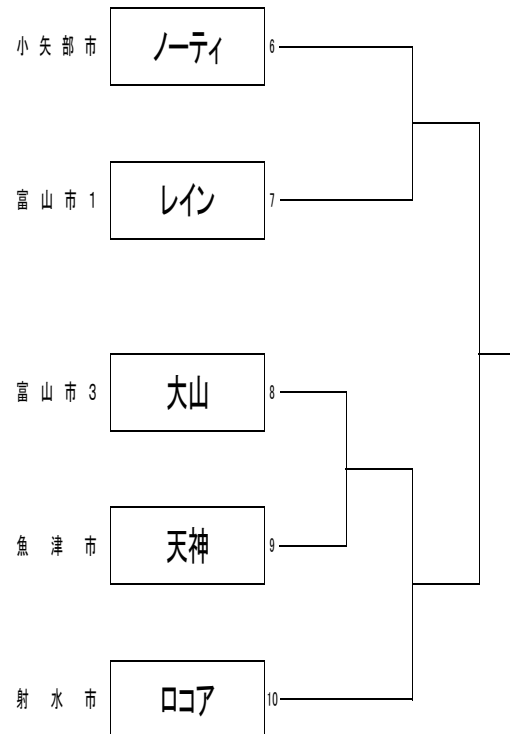 小矢部市 ノーティ 6
富山市1 レイン 7
富山市3 大山 8
魚津市 天神 9
射水市 ロコア 10